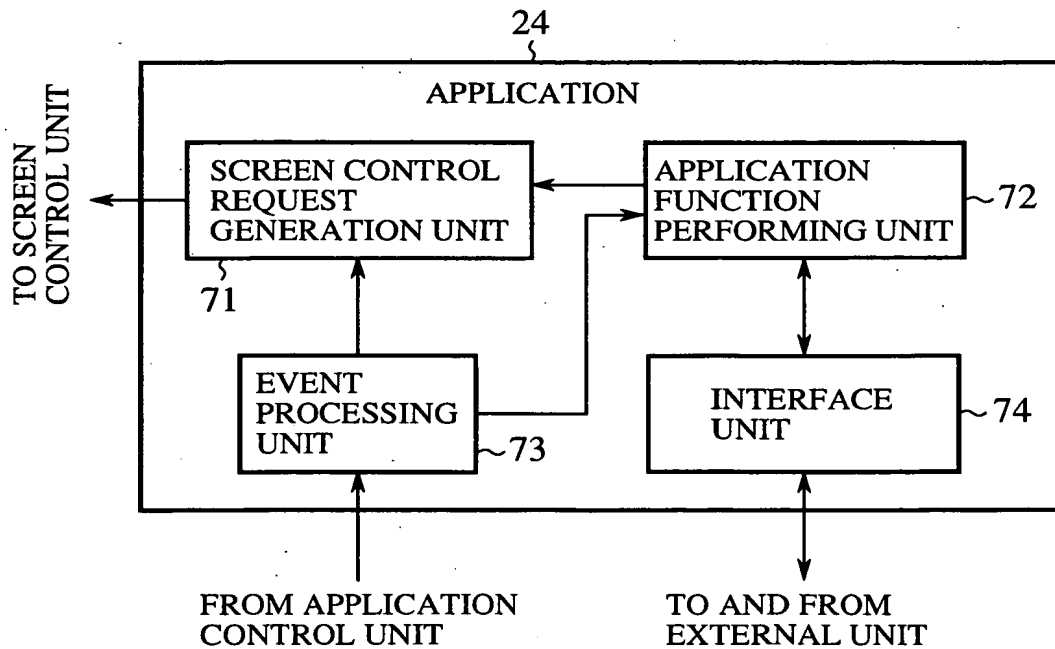 24
APPLICATION
TO SCREEN
CONTROL UNIT
SCREEN CONTROL
REQUEST
GENERATION UNIT
71
APPLICATION
FUNCTION
PERFORMING UNIT
72
EVENT
PROCESSING
UNIT
73
INTERFACE
UNIT
74
FROM APPLICATION
CONTROL UNIT
TO AND FROM
EXTERNAL UNIT